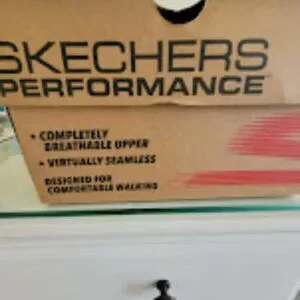 SKECHERS
PERFORMANCE
• COMPLETELY
BREATHABLE UPPER
• VIRTUALLY SEAMLESS
DESIGNED FOR
COMFORTABLE WALKING